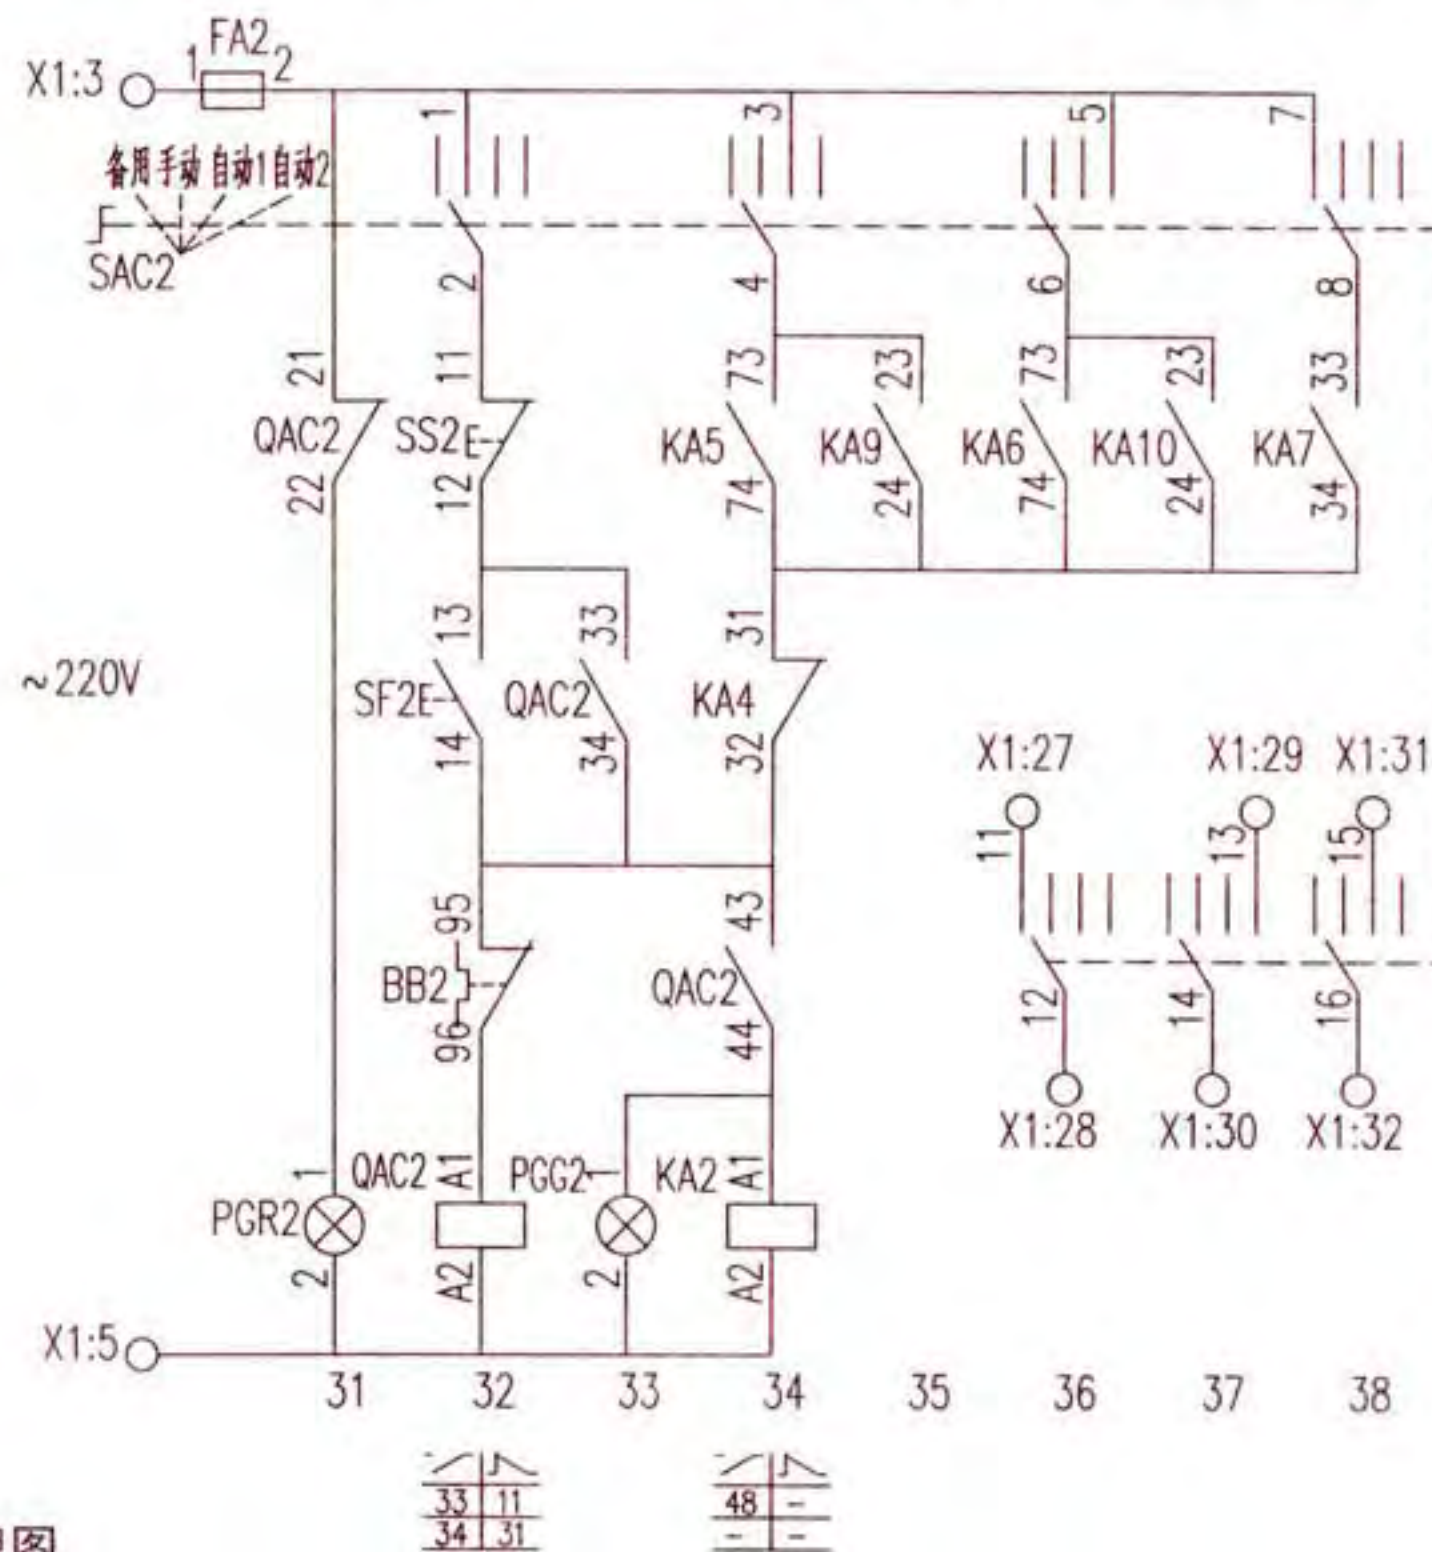 FA2
X1:3 1 2
1 3 5 7
备用 手动 自动1 自动2
SAC2
2 4 6 8
21 11 73 23 73 23 33
QAC2 SS2E KA5 KA9 KA6 KA10 KA7
22 12 74 24 74 24 34
13 33 31
~220V SF2E QAC2 KA4
14 34 32
X1:27 X1:29 X1:31
11 13 15
95 43
BB2 QAC2
96 44
12 14 16
X1:28 X1:30 X1:32
1 QAC2 A1 PGG2 1 KA2 A1
PGR2
2 A2 2 A2
X1:5
31 32 33 34 35 36 37 38
33 11 48 -
34 31 - -
图